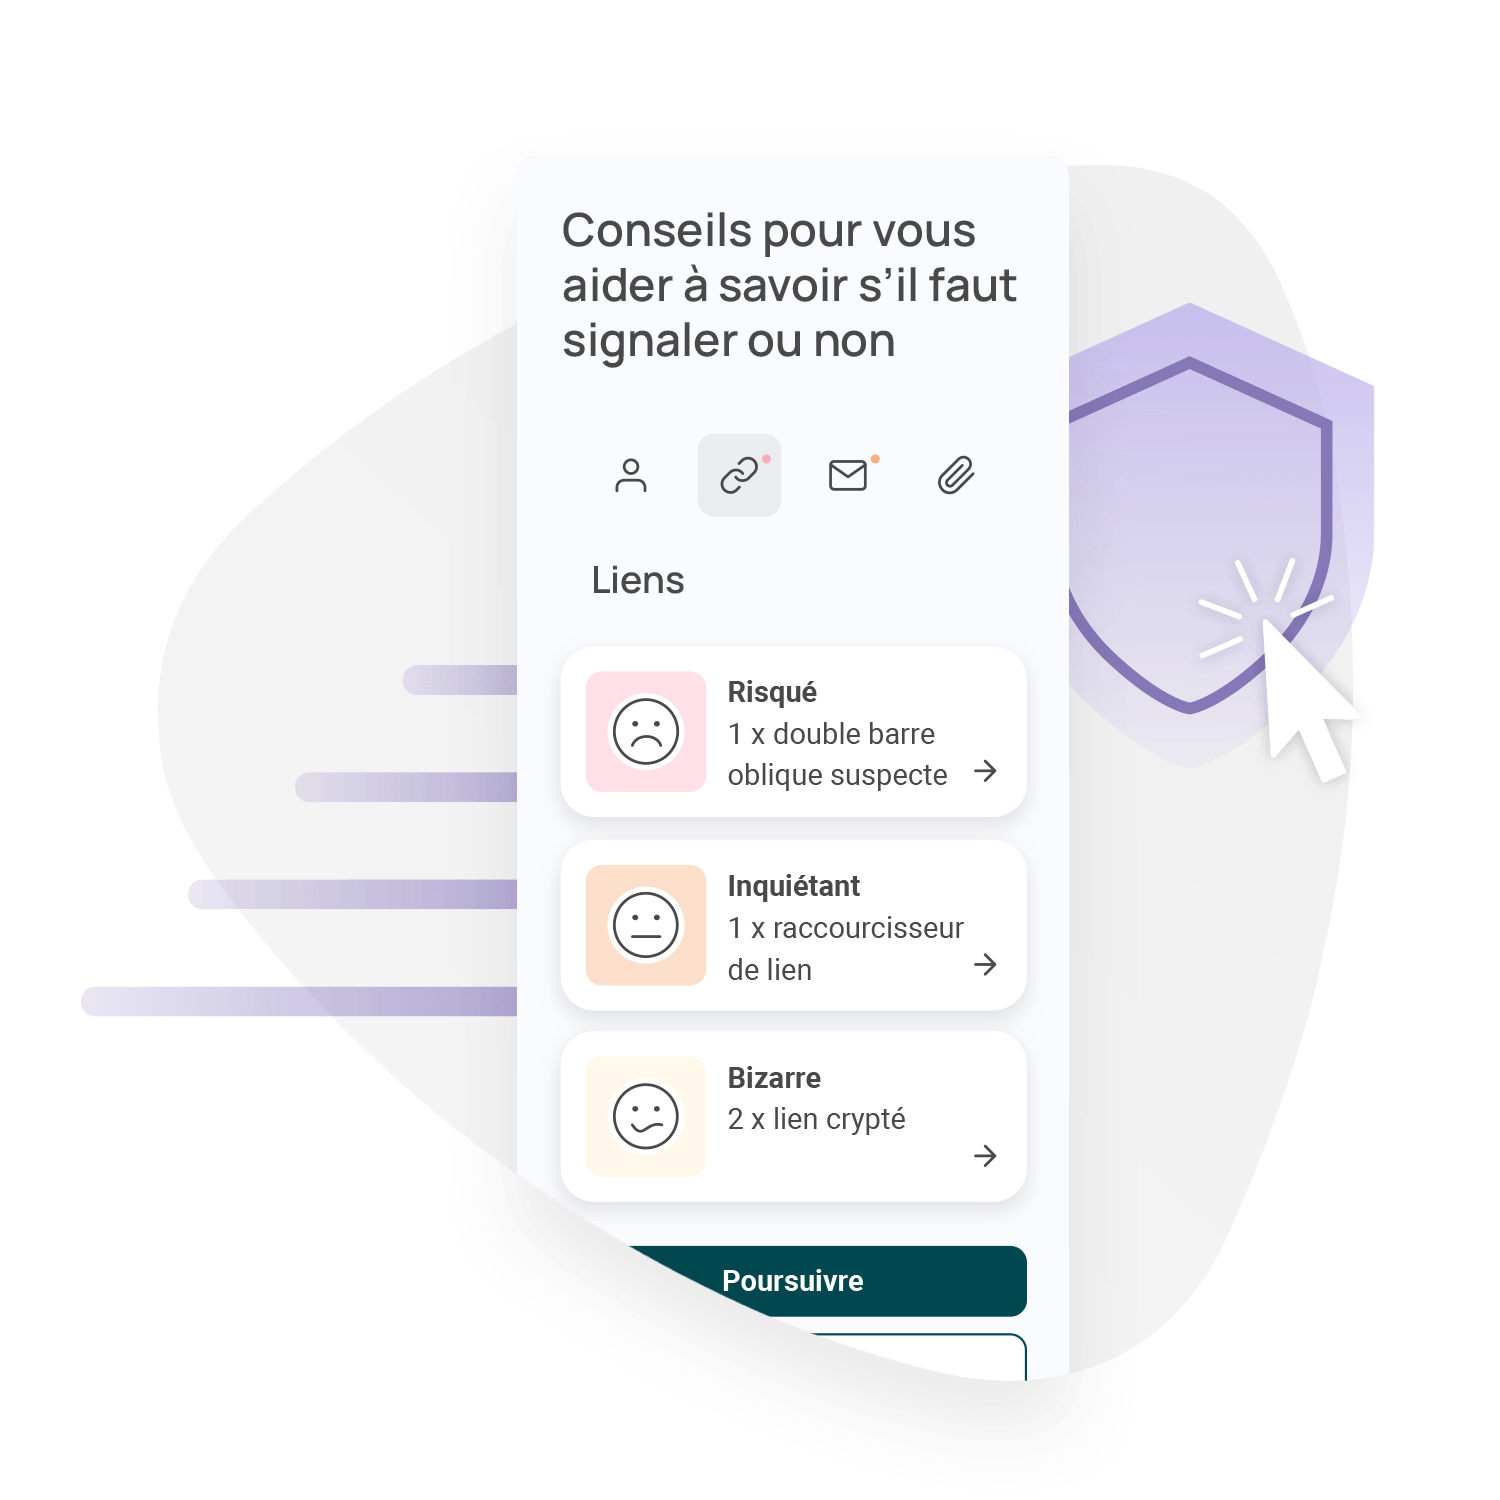 Conseils pour vous
aider à savoir s’il faut
signaler ou non
Liens
Risqué
1 x double barre
oblique suspecte
Inquiétant
1 x raccourcisseur
de lien
Bizarre
2 x lien crypté
Poursuivre